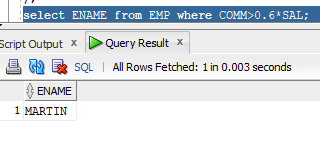 select ENAME from EMP where COMM>0.6*SAL;
Script Output × Query Result ×
SQL | All Rows Fetched: 1 in 0.003 seconds
ENAME
1 MARTIN